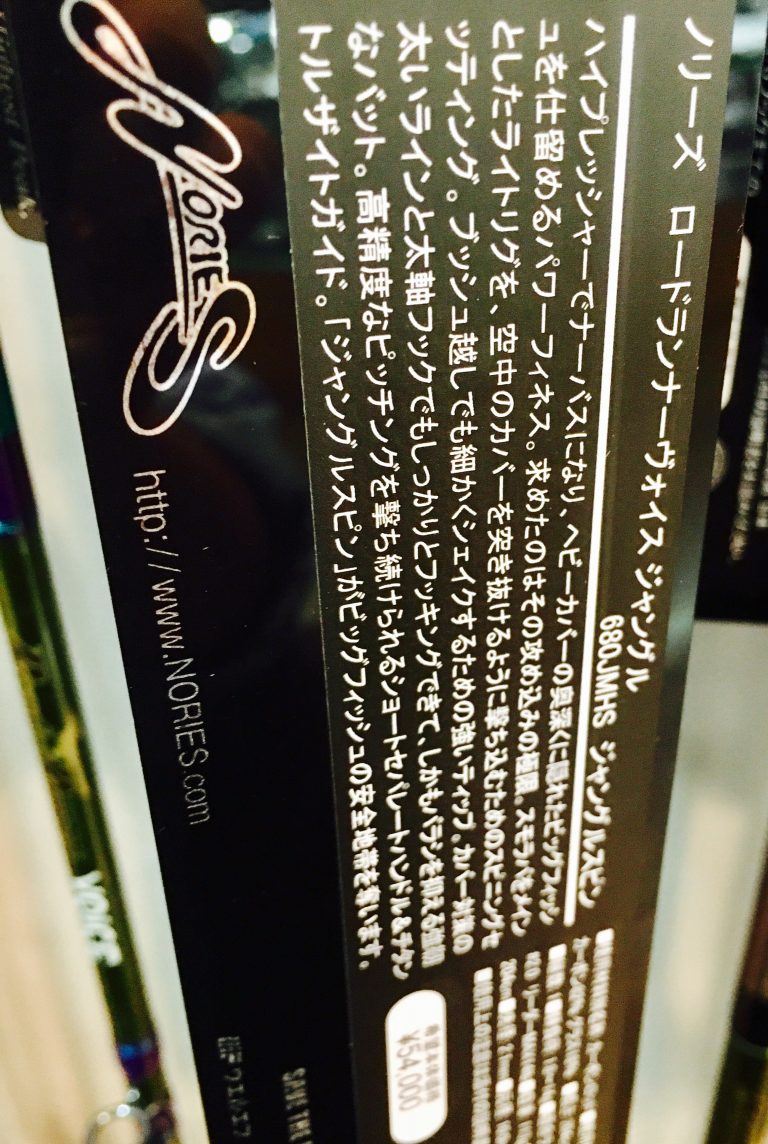 ノリーズ ロードランナーヴォイス ジャングル
680JMHS ジャングルスピン
ハイプレッシャーでナーバスになり、ヘビーカバーの奥深くに隠れたビッグフィッシ
ュを仕留めるパワーフィネス。求めたのはその攻め込みの極限。スモラバをメイン
としたライトリグを、空中のカバーを突き抜けるように撃ち込むためのスピニングセ
ッティング。ブッシュ越しでも細かくシェイクするための強いティップ。カバー対策の
太いラインと太軸フックでもしっかりとフッキングできて、しかもバラシを抑える強靭
なバット。高精度なピッチングを撃ち続けられるショートセパレートハンドル&チタン
トルザイトガイド。「ジャングルスピン」がビッグフィッシュの安全地帯を奪います。
希望本体価格
¥54,000
NORIES
http://www.NORIES.com
SAVE THE
VOICE